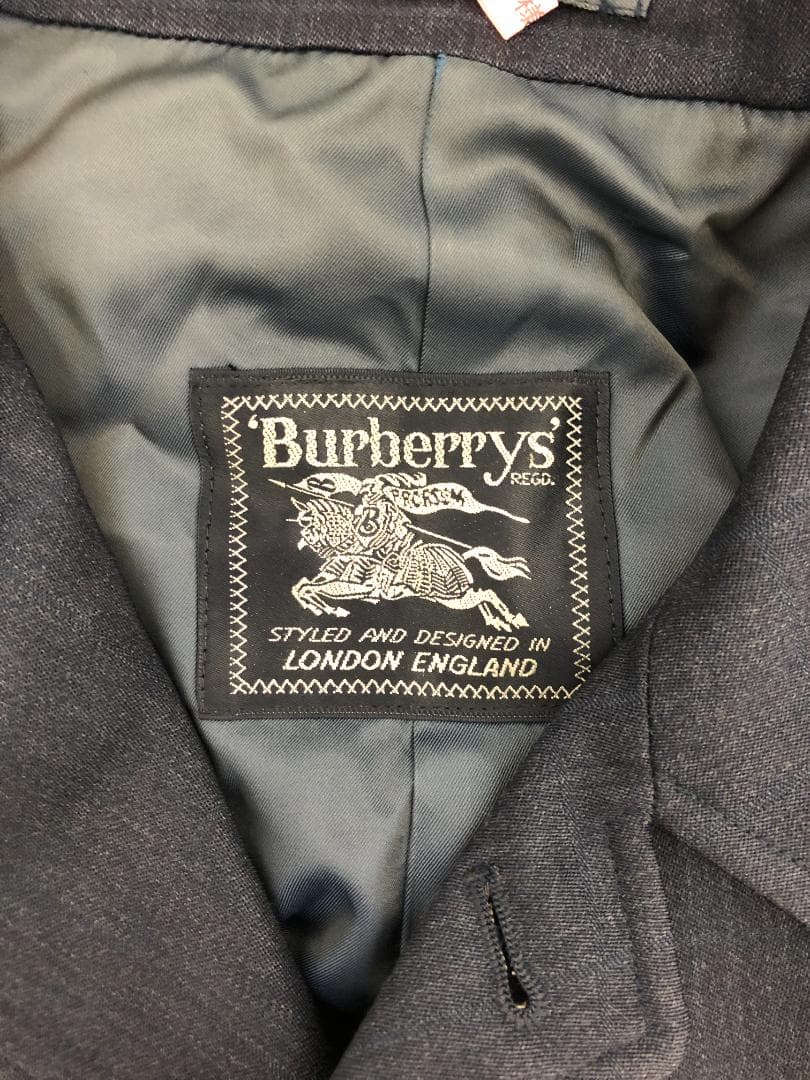 'Burberrys'
REGD.
PRORSUM
STYLED AND DESIGNED IN
LONDON ENGLAND